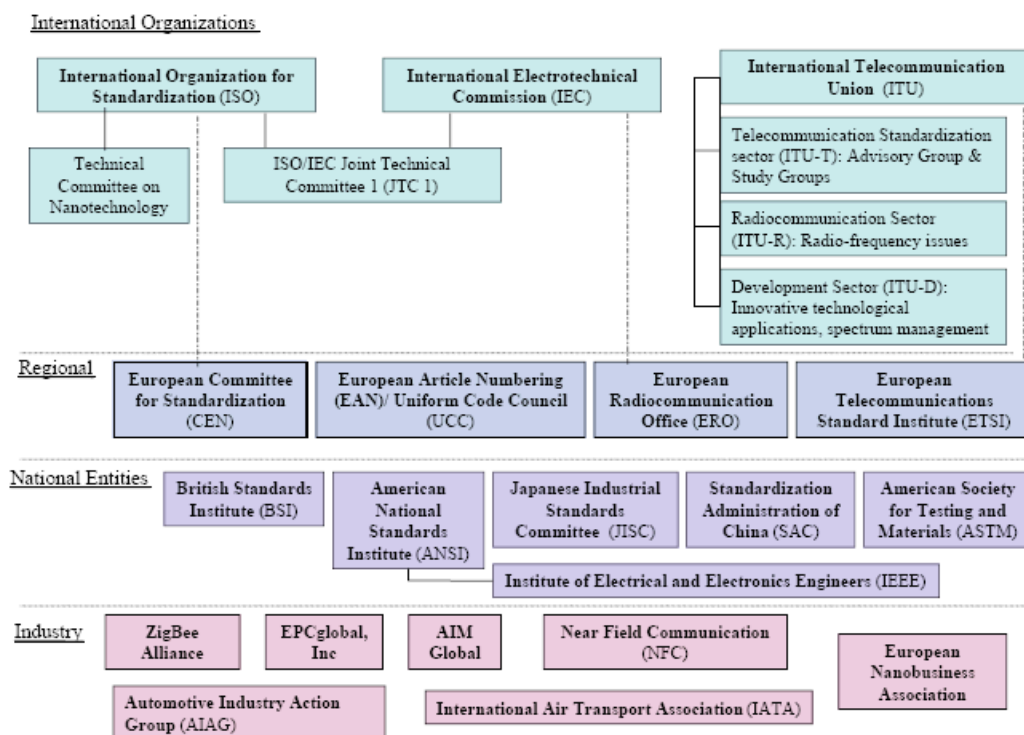 International Organizations
International Organization for
Standardization (ISO)
International Electrotechnical
Commission (IEC)
International Telecommunication
Union (ITU)
Technical
Committee on
Nanotechnology
ISO/IEC Joint Technical
Committee 1 (JTC 1)
Telecommunication Standardization
sector (ITU-T): Advisory Group &
Study Groups
Radiocommunication Sector
(ITU-R): Radio-frequency issues
Development Sector (ITU-D):
Innovative technological
applications, spectrum management
Regional
European Committee
for Standardization
(CEN)
European Article Numbering
(EAN)/ Uniform Code Council
(UCC)
European
Radiocommunication
Office (ERO)
European
Telecommunications
Standard Institute (ETSI)
National Entities
British Standards
Institute (BSI)
American
National
Standards
Institute (ANSI)
Japanese Industrial
Standards
Committee (JISC)
Standardization
Administration of
China (SAC)
American Society
for Testing and
Materials (ASTM)
Institute of Electrical and Electronics Engineers (IEEE)
Industry
ZigBee
Alliance
EPCglobal,
Inc
AIM
Global
Near Field Communication
(NFC)
European
Nanobusiness
Association
Automotive Industry Action
Group (AIAG)
International Air Transport Association (IATA)